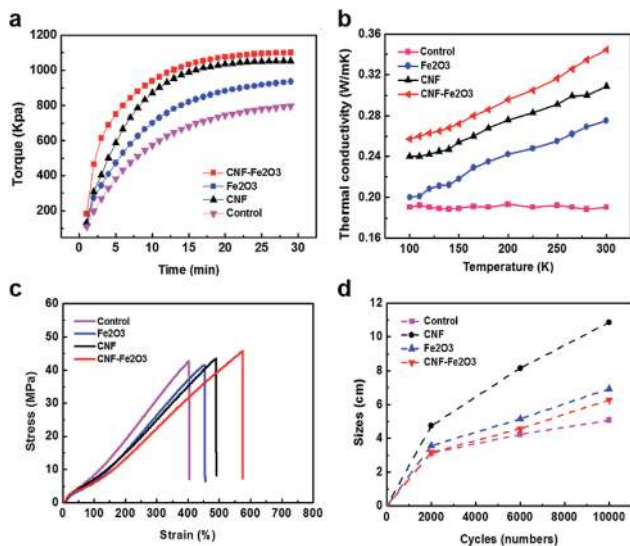 a
Torque (Kpa)
1200
1000
800
600
400
200
0
5
10
15
20
25
30
Time (min)
CNF-Fe2O3
Fe2O3
CNF
Control
b
Thermal conductivity (W/mK)
0.36
0.32
0.28
0.24
0.20
0.16
100
150
200
250
300
Temperature (K)
Control
Fe2O3
CNF
CNF-Fe2O3
c
Stress (MPa)
60
50
40
30
20
10
0
0
100
200
300
400
500
600
700
800
Strain (%)
Control
Fe2O3
CNF
CNF-Fe2O3
d
Sizes (cm)
12
10
8
6
4
2
0
0
2000
4000
6000
8000
10000
Cycles (numbers)
Control
CNF
Fe2O3
CNF-Fe2O3